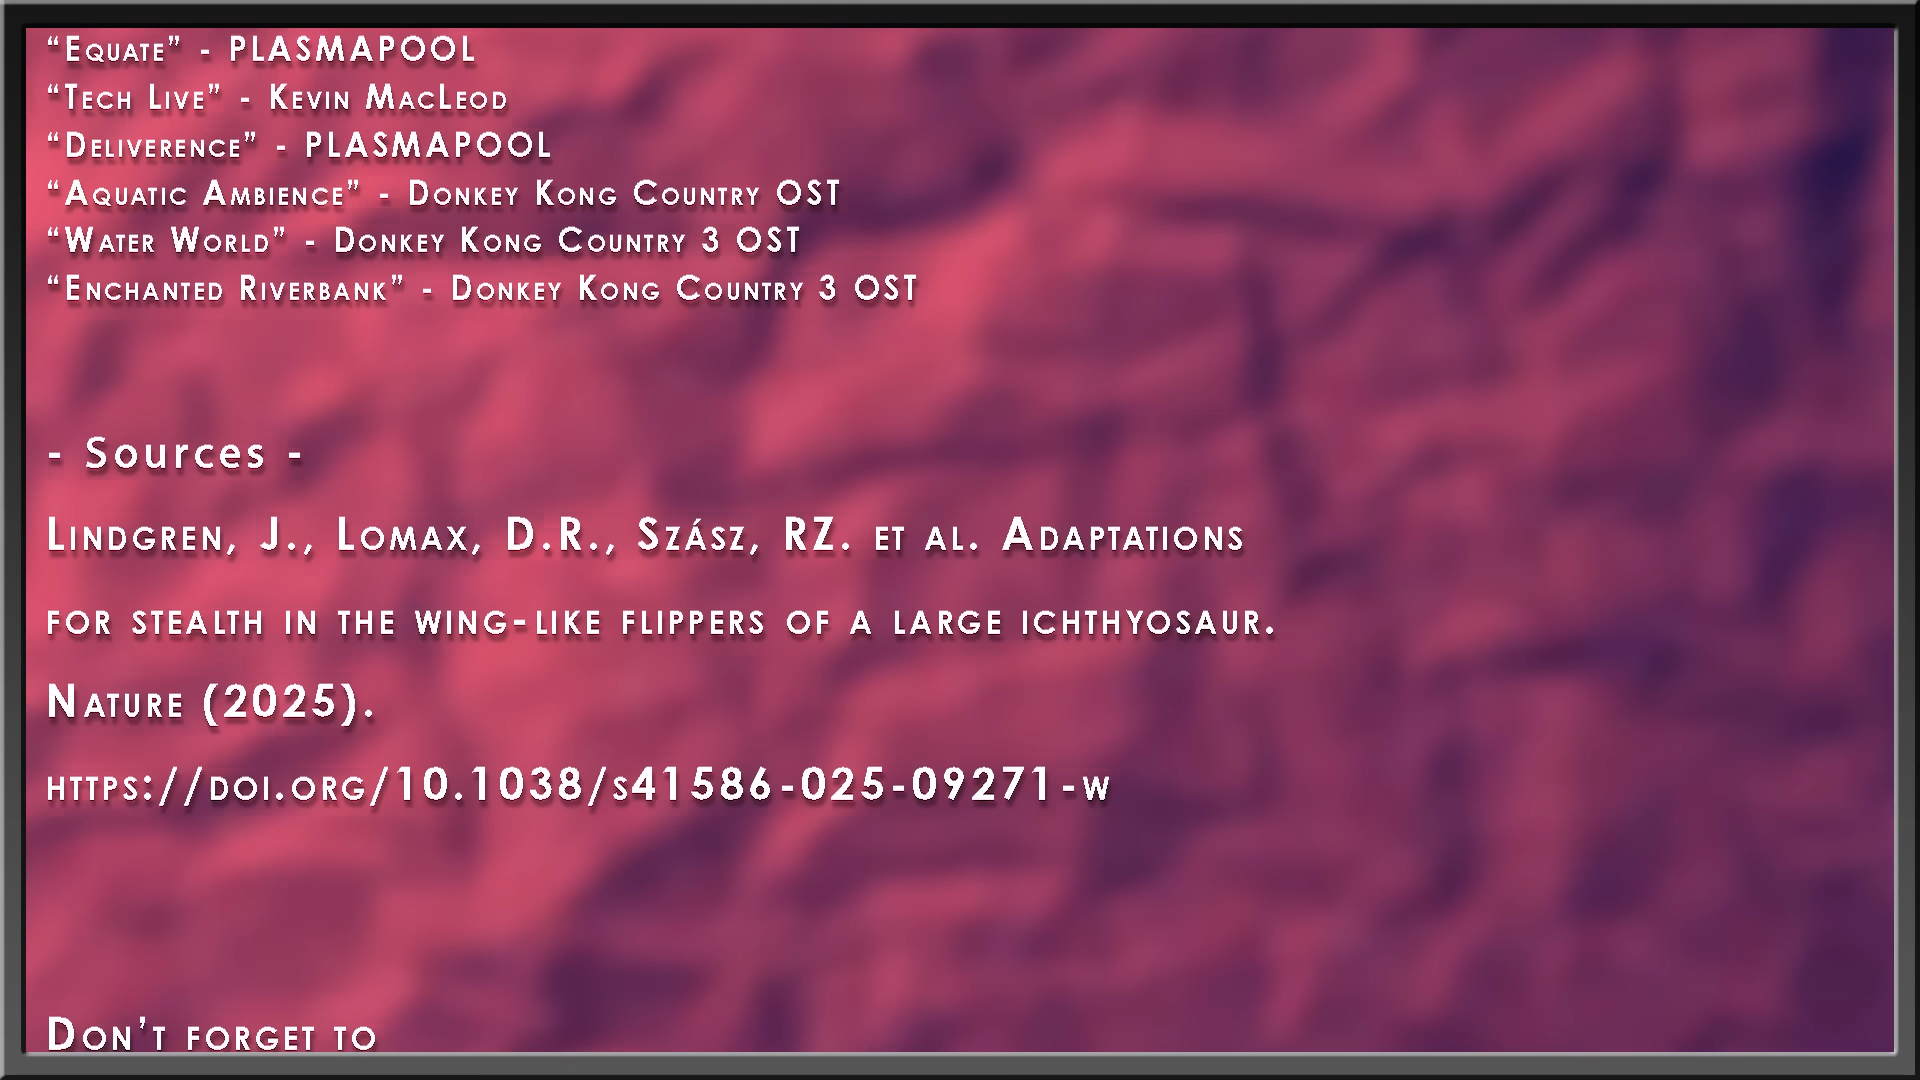 “Equate” - PLASMAPOOL
“Tech Live” - Kevin MacLeod
“Deliverence” - PLASMAPOOL
“Aquatic Ambience” - Donkey Kong Country OST
“Water World” - Donkey Kong Country 3 OST
“Enchanted Riverbank” - Donkey Kong Country 3 OST
- Sources -
Lindgren, J., Lomax, D.R., Szász, RZ. et al. Adaptations
for stealth in the wing-like flippers of a large ichthyosaur.
Nature (2025).
https://doi.org/10.1038/s41586-025-09271-w
Don’t forget to